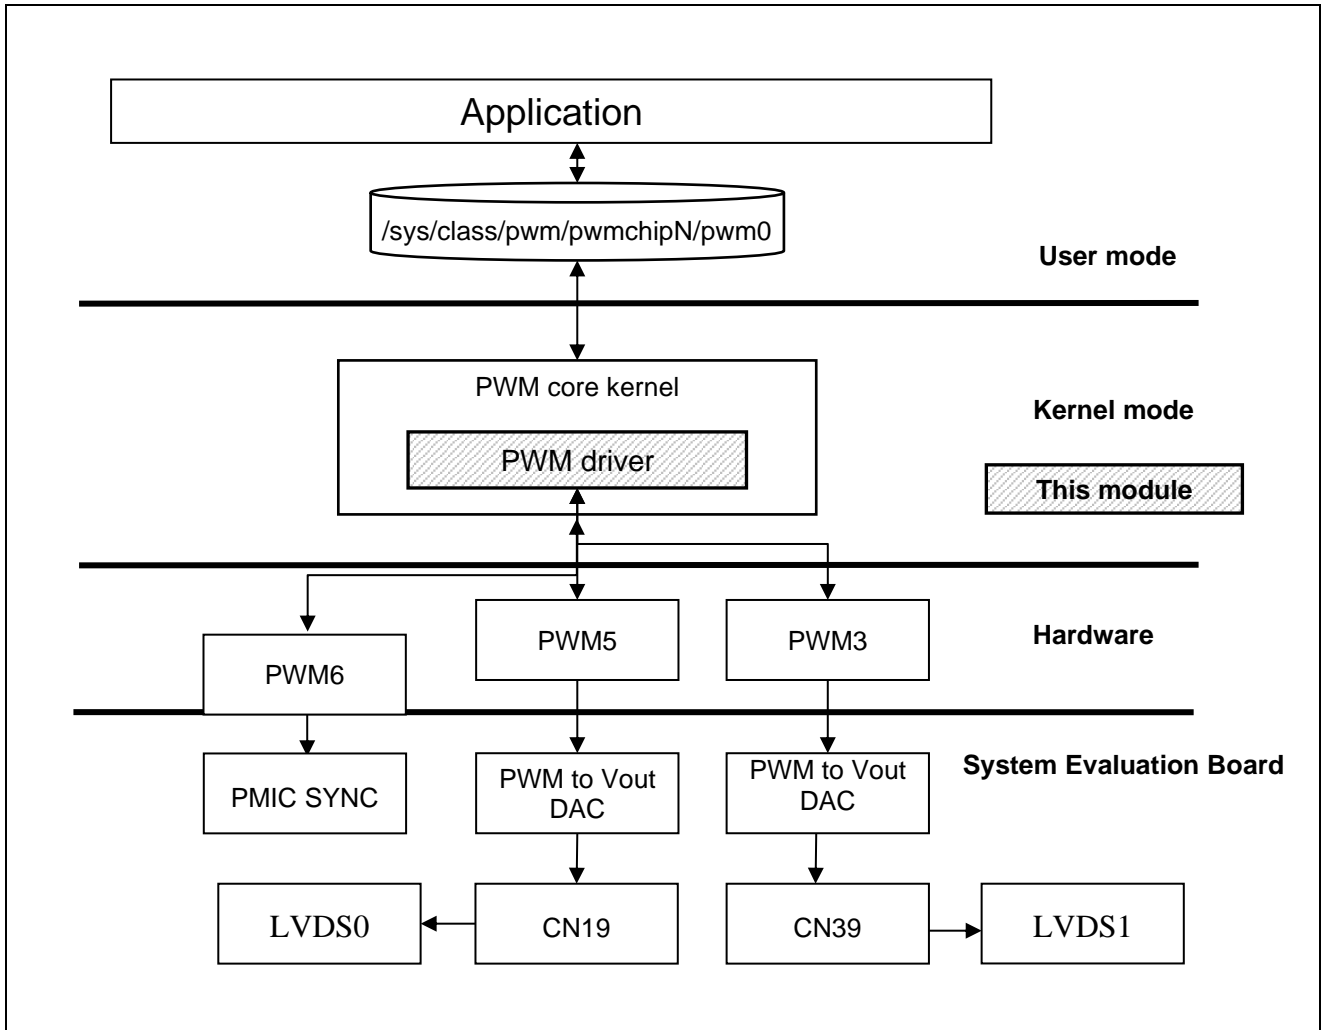 Application
/sys/class/pwm/pwmchipN/pwm0
User mode
PWM core kernel
Kernel mode
PWM driver
This module
PWM5
PWM3
Hardware
PWM6
PWM to Vout
DAC
PWM to Vout
DAC
System Evaluation Board
PMIC SYNC
LVDS0
CN19
CN39
LVDS1